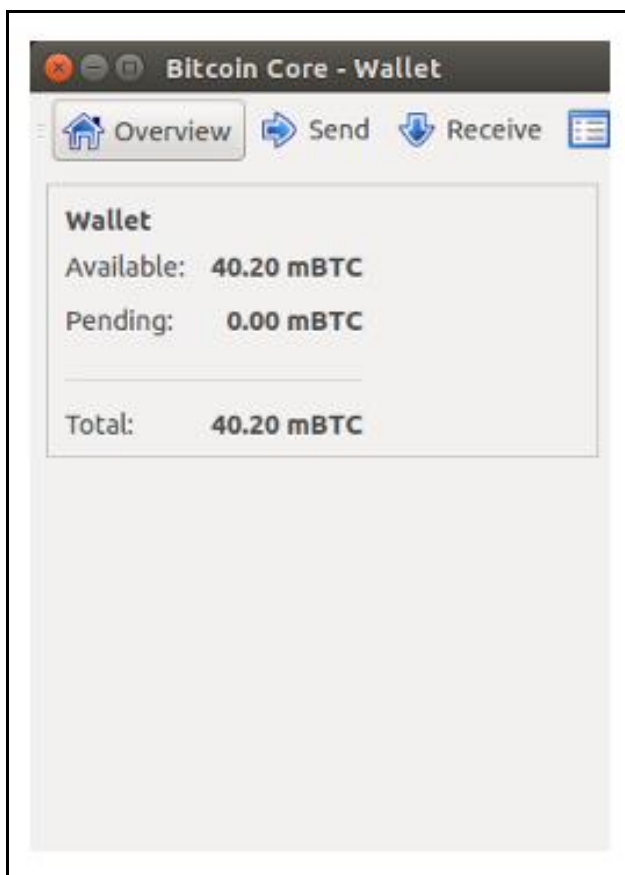 Bitcoin Core - Wallet
Overview Send Receive
Wallet
Available: 40.20 mBTC
Pending: 0.00 mBTC
Total: 40.20 mBTC